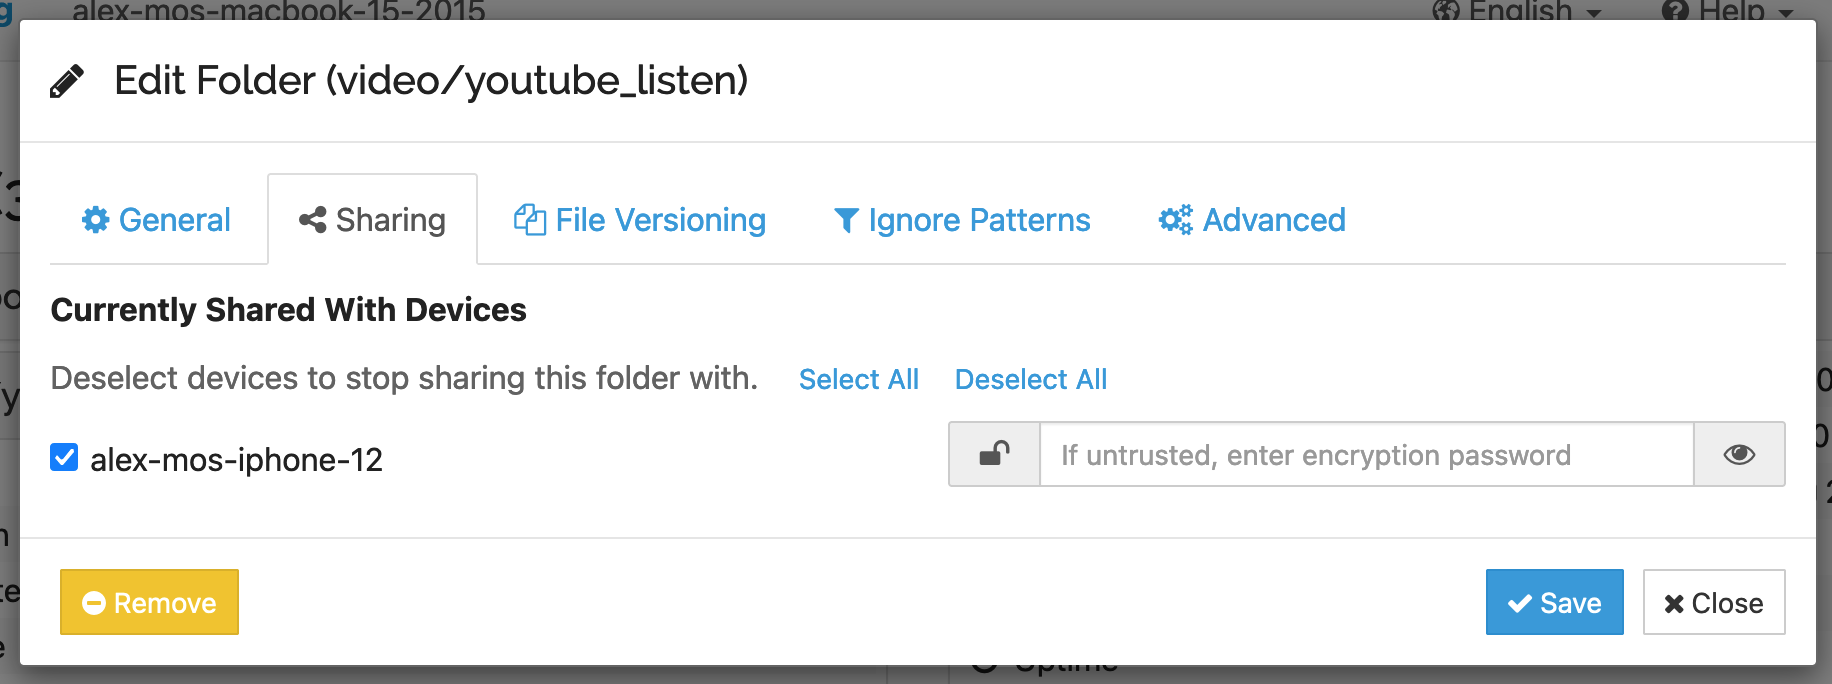 alex-mos-macbook-15-2015
English
Help
Edit Folder (video/youtube_listen)
General
Sharing
File Versioning
Ignore Patterns
Advanced
Currently Shared With Devices
Deselect devices to stop sharing this folder with.
Select All
Deselect All
alex-mos-iphone-12
If untrusted, enter encryption password
Remove
Save
Close
Uptime